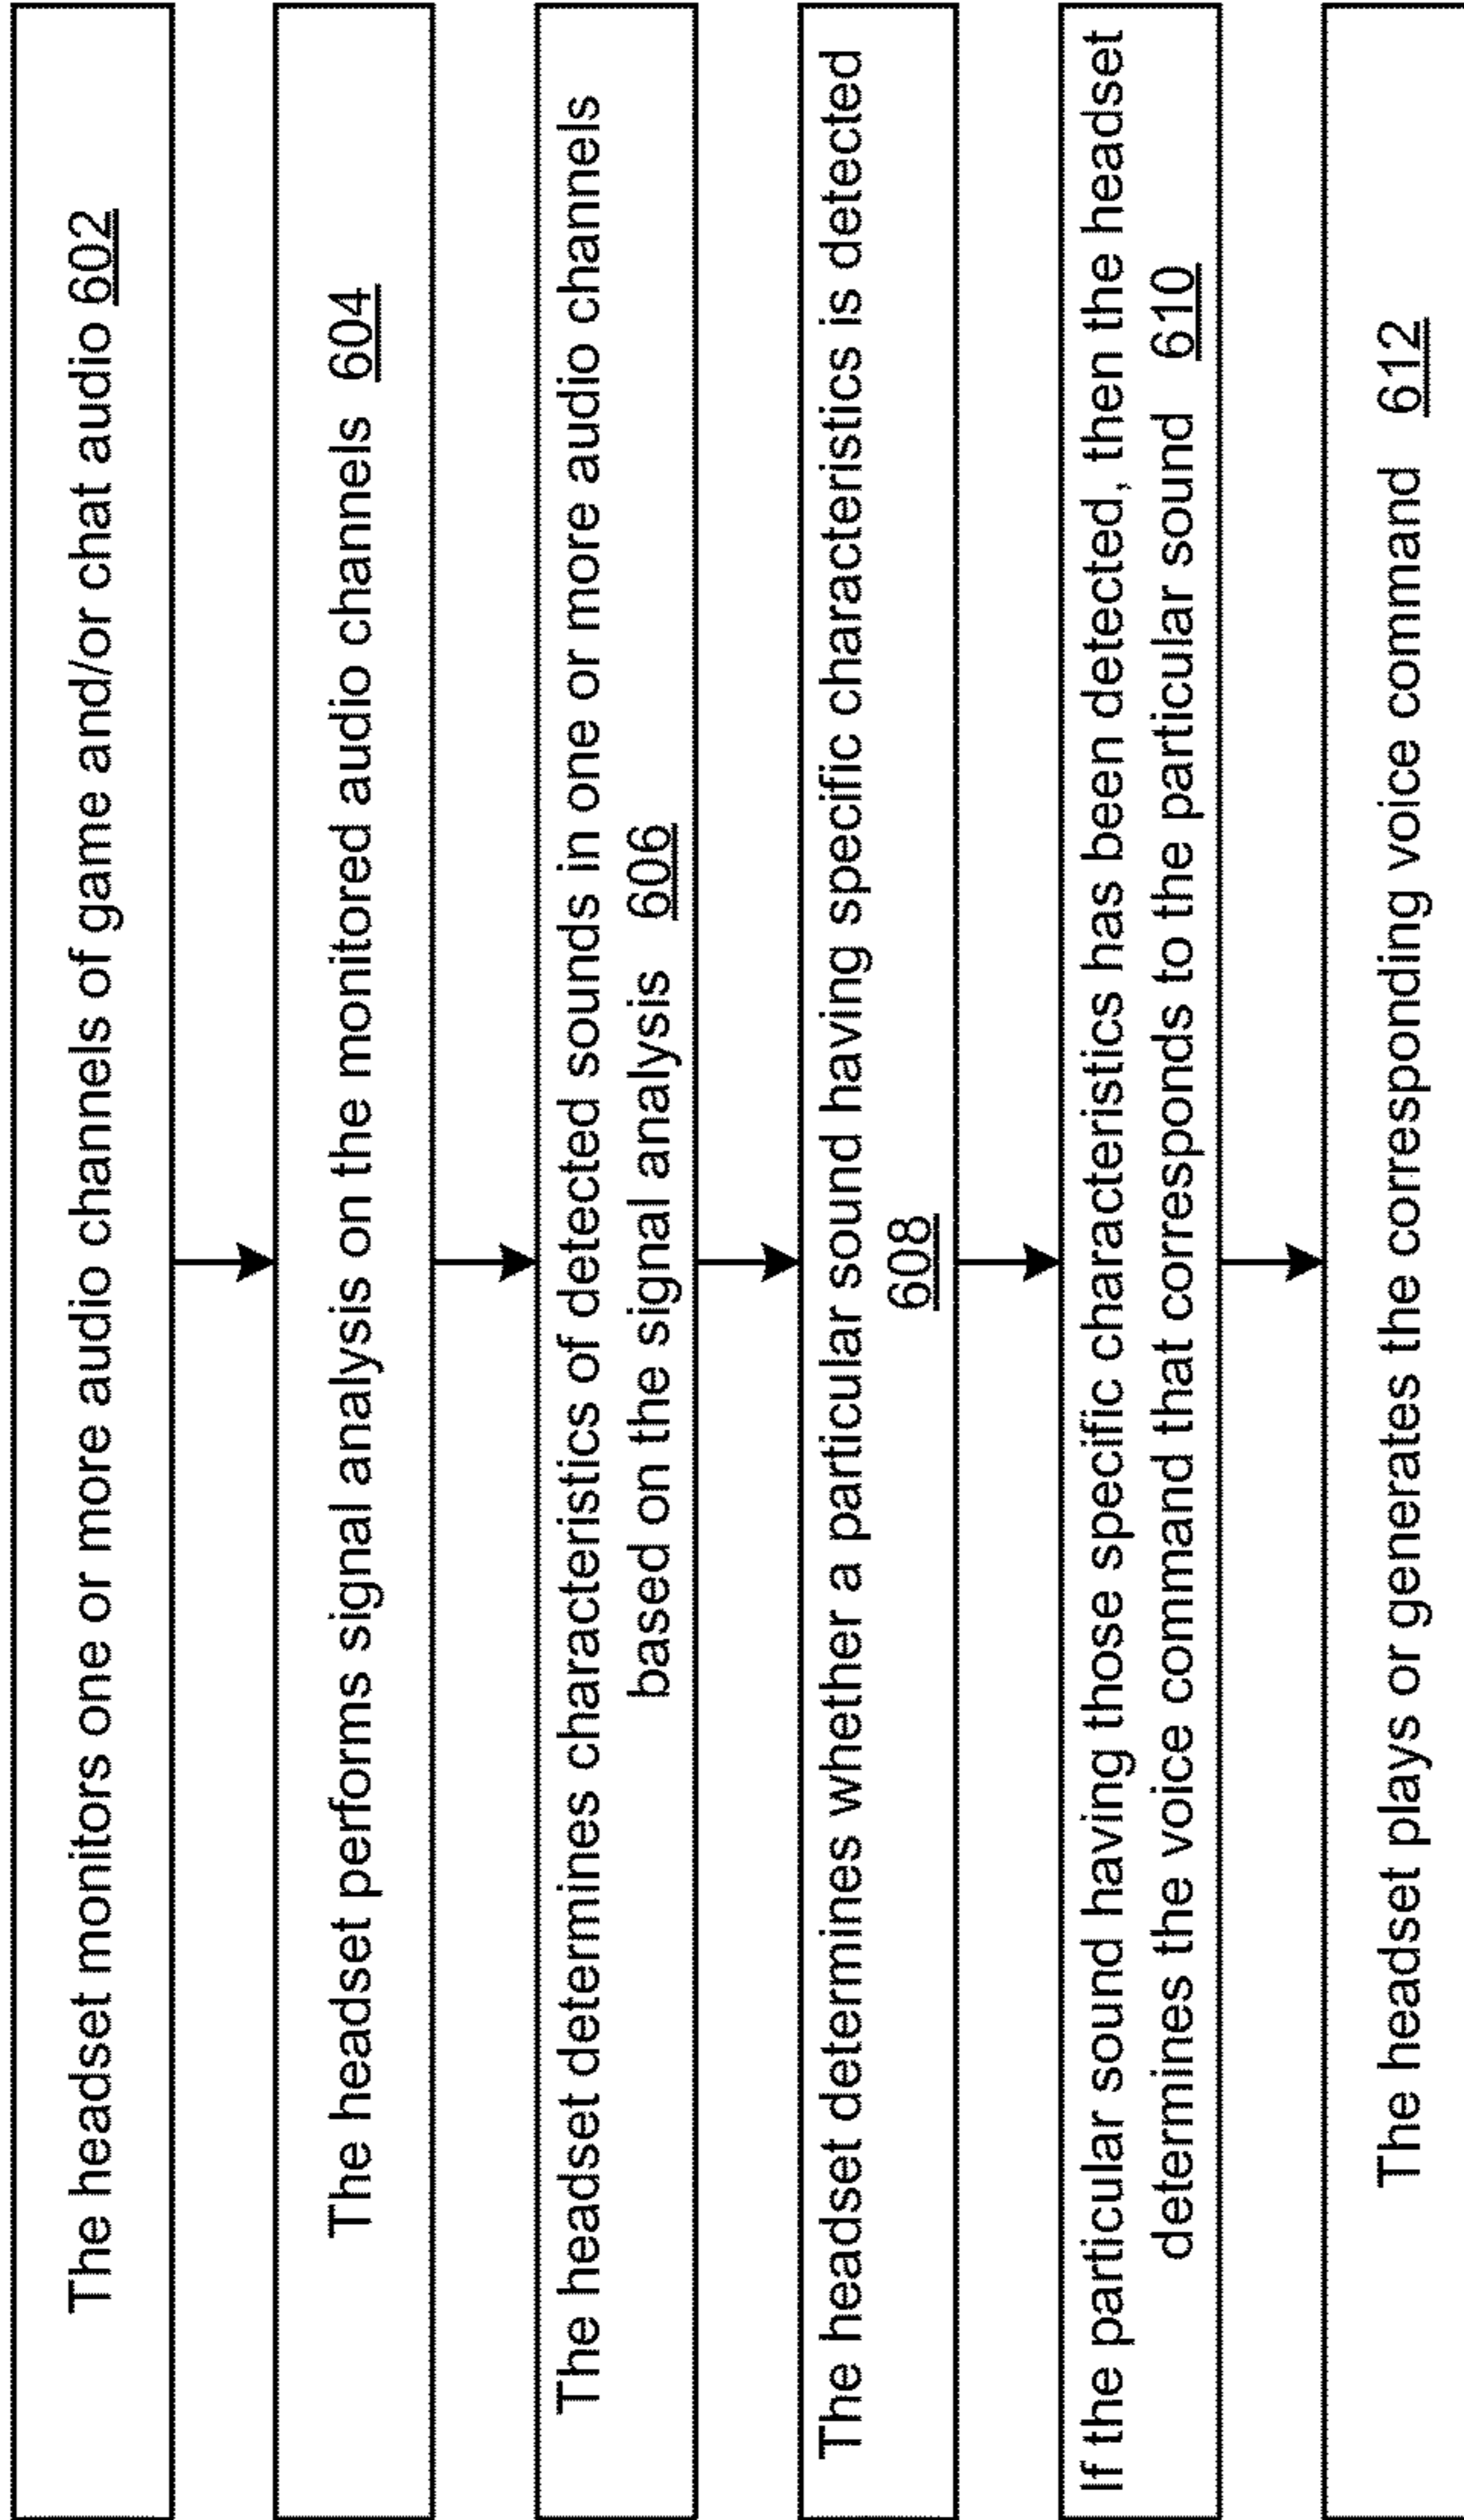 The headset monitors one or more audio channels of game and/or chat audio 602
The headset performs signal analysis on the monitored audio channels 604
The headset determines characteristics of detected sounds in one or more audio channels
based on the signal analysis 606
The headset determines whether a particular sound having specific characteristics is detected
608
If the particular sound having those specific characteristics has been detected, then the headset
determines the voice command that corresponds to the particular sound 610
The headset plays or generates the corresponding voice command 612